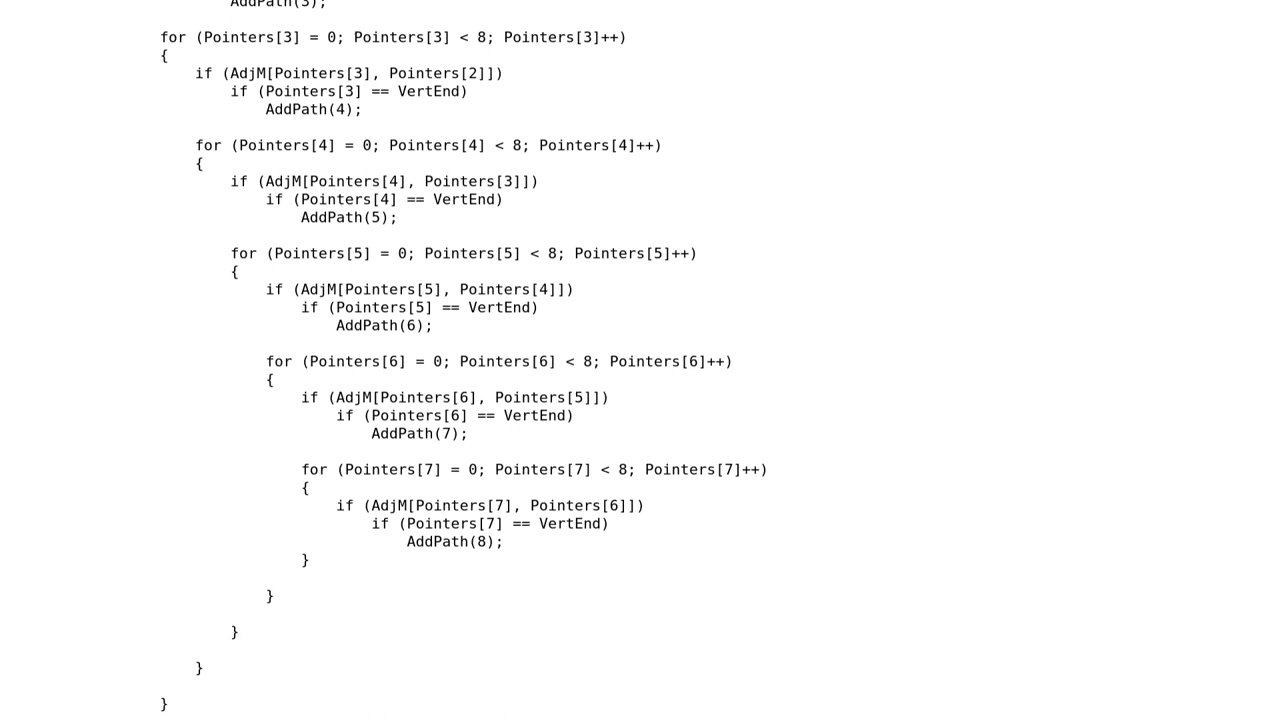 AddPath(3);
for (Pointers[3] = 0; Pointers[3] < 8; Pointers[3]++)
{
if (AdjM[Pointers[3], Pointers[2]])
if (Pointers[3] == VertEnd)
AddPath(4);
for (Pointers[4] = 0; Pointers[4] < 8; Pointers[4]++)
{
if (AdjM[Pointers[4], Pointers[3]])
if (Pointers[4] == VertEnd)
AddPath(5);
for (Pointers[5] = 0; Pointers[5] < 8; Pointers[5]++)
{
if (AdjM[Pointers[5], Pointers[4]])
if (Pointers[5] == VertEnd)
AddPath(6);
for (Pointers[6] = 0; Pointers[6] < 8; Pointers[6]++)
{
if (AdjM[Pointers[6], Pointers[5]])
if (Pointers[6] == VertEnd)
AddPath(7);
for (Pointers[7] = 0; Pointers[7] < 8; Pointers[7]++)
{
if (AdjM[Pointers[7], Pointers[6]])
if (Pointers[7] == VertEnd)
AddPath(8);
}
}
}
}
}